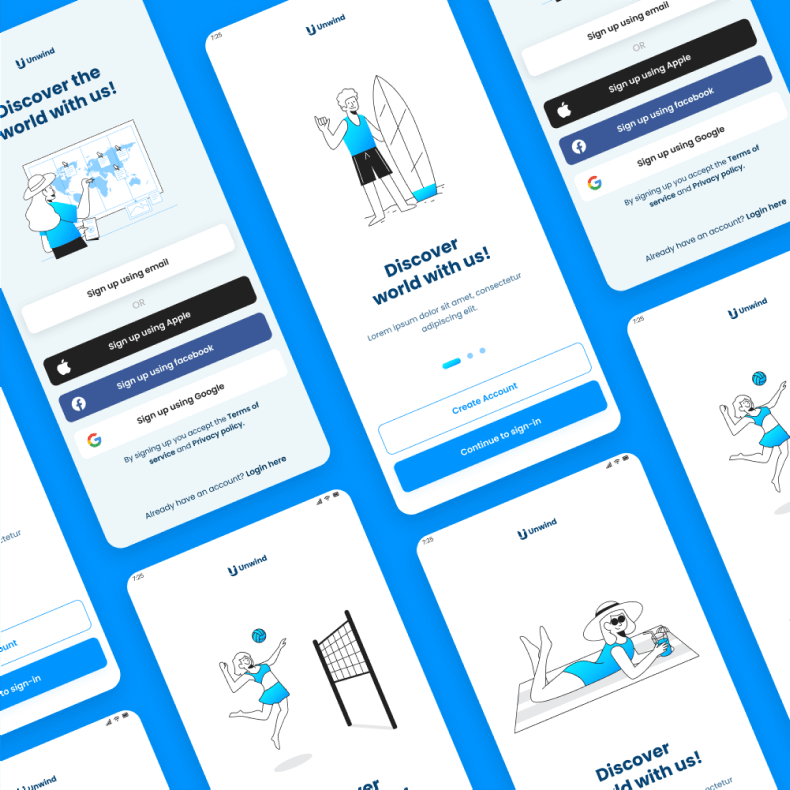 Unwind
Discover the
world with us!
Sign up using email
OR
Sign up using Apple
Sign up using facebook
Sign up using Google
By signing up you accept the Terms of
service and Privacy policy.
Already have an account? Login here
7:25
Unwind
Discover
world with us!
Lorem ipsum dolor sit amet, consectetur
adipiscing elit.
Create Account
Continue to sign-in
Sign up using email
OR
Sign up using Apple
Sign up using facebook
Sign up using Google
By signing up you accept the Terms of
service and Privacy policy.
Already have an account? Login here
to sign-in
7:25
Unwind
7:25
Unwind
Discover
world with us!
7:25
Unwind
Unwind